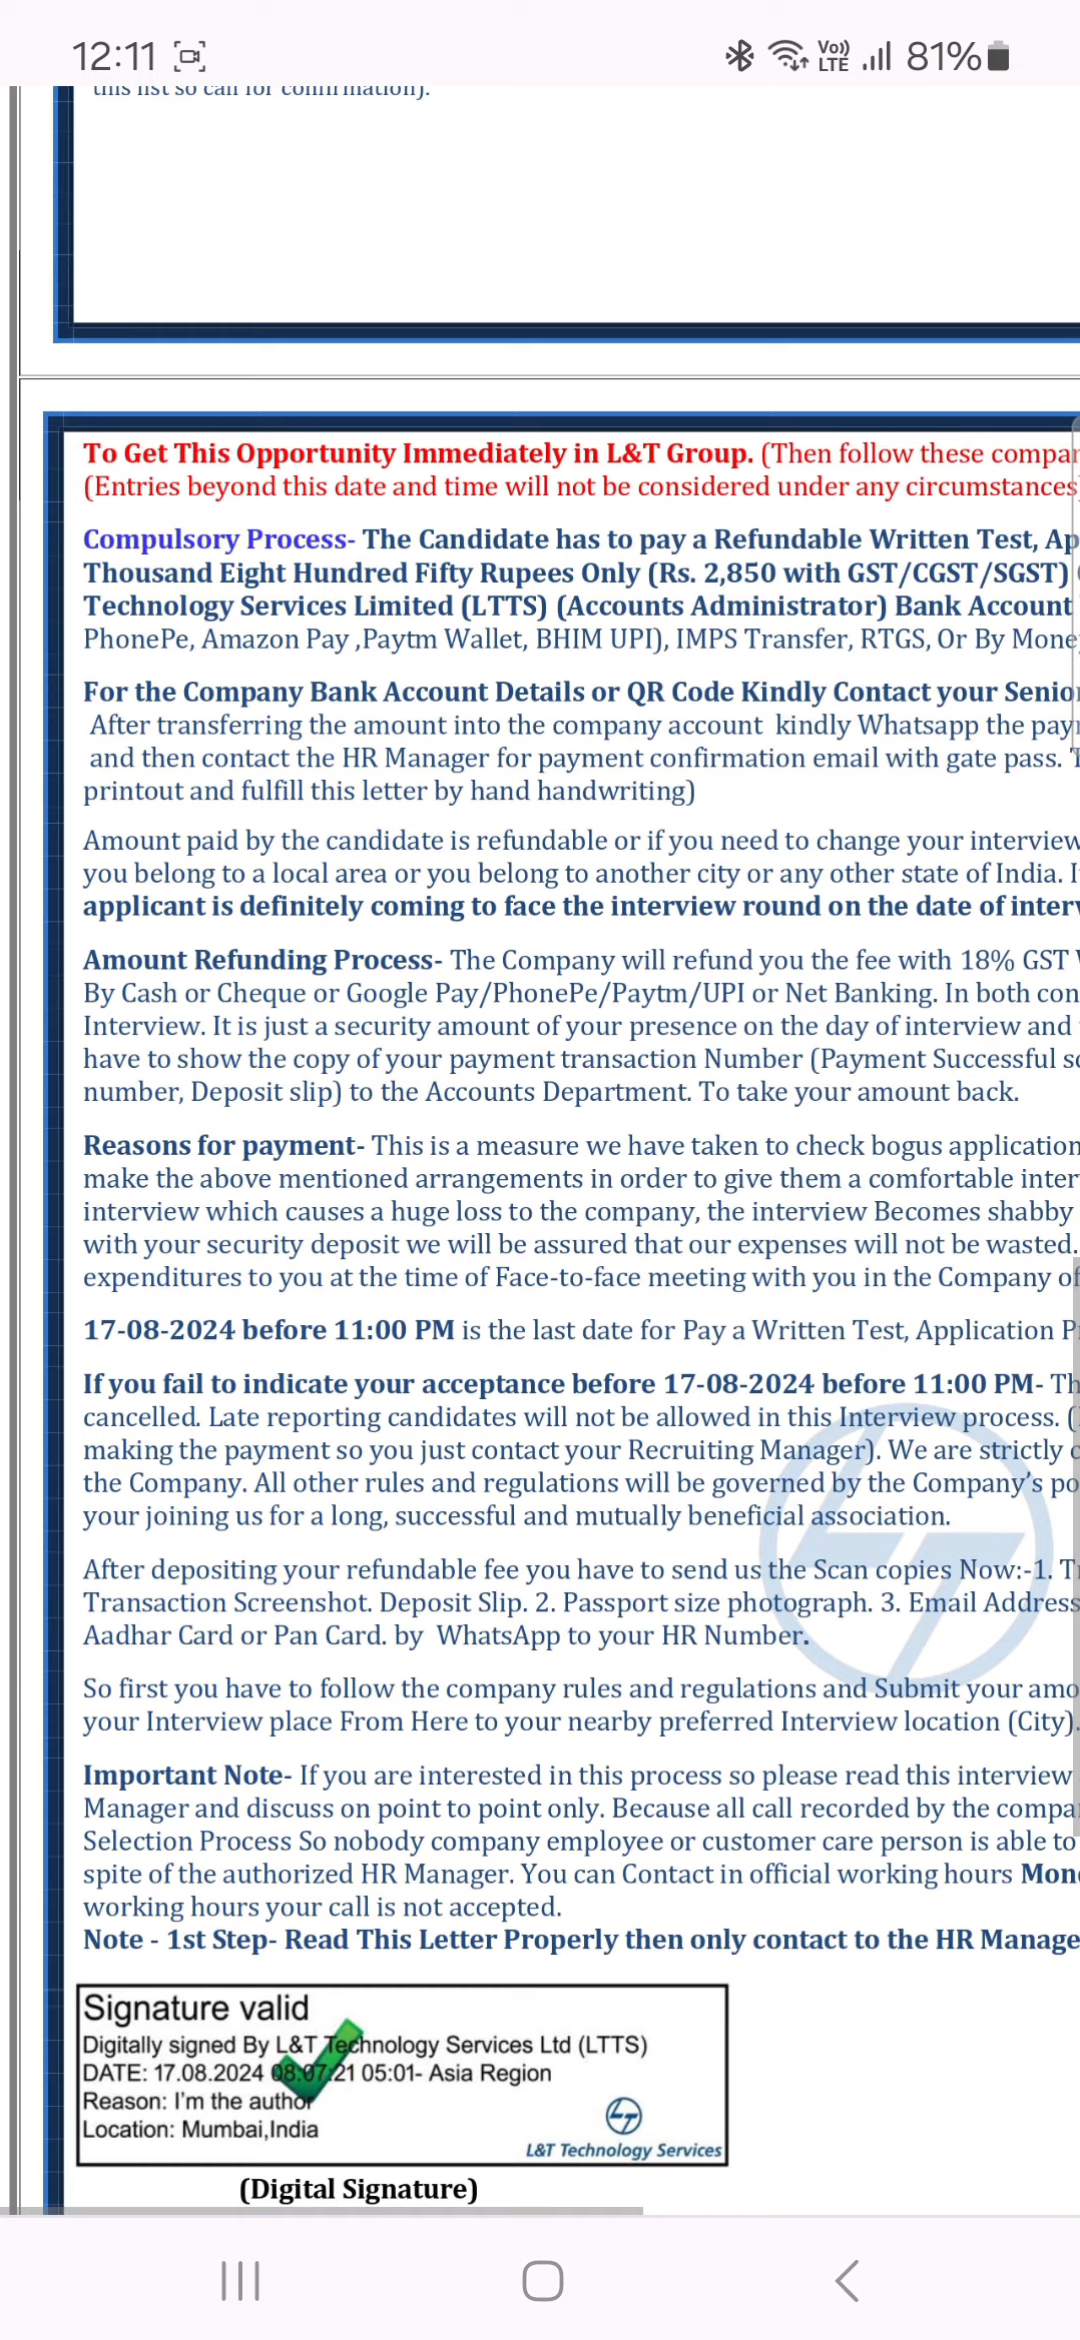 12:11
Vo)) LTE 81%
this list so call for confirmation).
To Get This Opportunity Immediately in L&T Group. (Then follow these
(Entries beyond this date and time will not be considered under any circumstances
Compulsory Process- The Candidate has to pay a Refundable Written Test,
Thousand Eight Hundred Fifty Rupees Only (Rs. 2,850 with GST/CGST/SGST)
Technology Services Limited (LTTS) (Accounts Administrator) Bank Account
PhonePe, Amazon Pay ,Paytm Wallet, BHIM UPI), IMPS Transfer, RTGS, Or By
For the Company Bank Account Details or QR Code Kindly Contact your
After transferring the amount into the company account kindly Whatsapp the
and then contact the HR Manager for payment confirmation email with gate pass.
printout and fulfill this letter by hand handwriting)
Amount paid by the candidate is refundable or if you need to change your interview
you belong to a local area or you belong to another city or any other state of India.
applicant is definitely coming to face the interview round on the date of
Amount Refunding Process- The Company will refund you the fee with 18% GST
By Cash or Cheque or Google Pay/PhonePe/Paytm/UPI or Net Banking. In both
Interview. It is just a security amount of your presence on the day of interview and
have to show the copy of your payment transaction Number (Payment Successful
number, Deposit slip) to the Accounts Department. To take your amount back.
Reasons for payment- This is a measure we have taken to check bogus
make the above mentioned arrangements in order to give them a comfortable
interview which causes a huge loss to the company, the interview Becomes shabby
with your security deposit we will be assured that our expenses will not be wasted.
expenditures to you at the time of Face-to-face meeting with you in the Company
17-08-2024 before 11:00 PM is the last date for Pay a Written Test, Application
If you fail to indicate your acceptance before 17-08-2024 before 11:00 PM-
cancelled. Late reporting candidates will not be allowed in this Interview process. (
making the payment so you just contact your Recruiting Manager). We are strictly
the Company. All other rules and regulations will be governed by the Company's
your joining us for a long, successful and mutually beneficial association.
After depositing your refundable fee you have to send us the Scan copies Now:-1.
Transaction Screenshot. Deposit Slip. 2. Passport size photograph. 3. Email Address
Aadhar Card or Pan Card. by WhatsApp to your HR Number.
So first you have to follow the company rules and regulations and Submit your
your Interview place From Here to your nearby preferred Interview location (City).
Important Note- If you are interested in this process so please read this interview
Manager and discuss on point to point only. Because all call recorded by the
Selection Process So nobody company employee or customer care person is able to
spite of the authorized HR Manager. You can Contact in official working hours
working hours your call is not accepted.
Note - 1st Step- Read This Letter Properly then only contact to the HR
Signature valid
Digitally signed By L&T Technology Services Ltd (LTTS)
DATE: 17.08.2024 08:07:21 05:01- Asia Region
Reason: I'm the author
Location: Mumbai,India
L&T Technology Services
(Digital Signature)